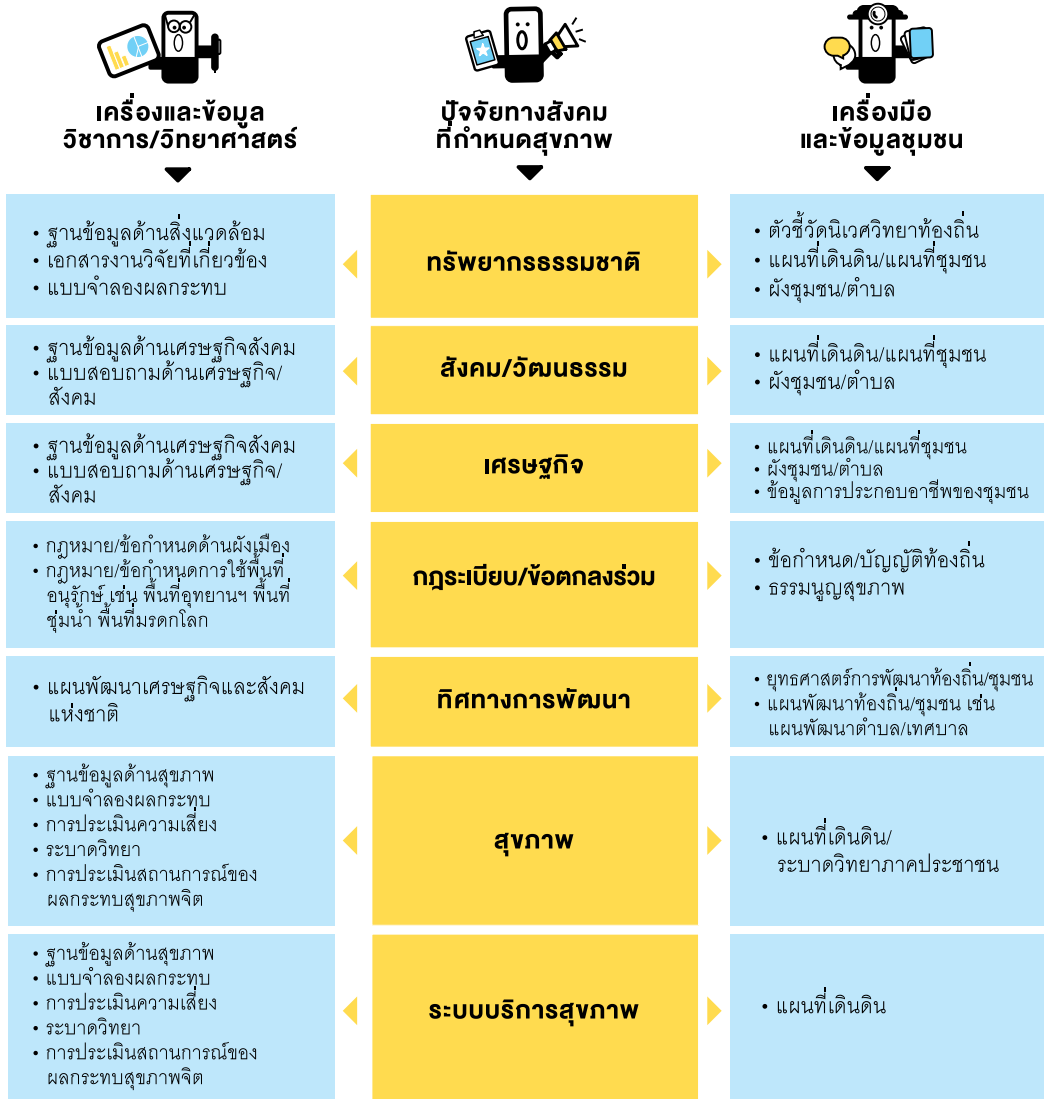 เครื่องและข้อมูล
วิชาการ/วิทยาศาสตร์
ปัจจัยทางสังคม
ที่กำหนดสุขภาพ
เครื่องมือ
และข้อมูลชุมชน
• ฐานข้อมูลด้านสิ่งแวดล้อม
• เอกสารงานวิจัยที่เกี่ยวข้อง
• แบบจำลองผลกระทบ
ทรัพยากรธรรมชาติ
• ตัวชี้วัดนิเวศวิทยาท้องถิ่น
• แผนที่เดินดิน/แผนที่ชุมชน
• ผังชุมชน/ตำบล
• ฐานข้อมูลด้านเศรษฐกิจสังคม
• แบบสอบถามด้านเศรษฐกิจ/
สังคม
สังคม/วัฒนธรรม
• แผนที่เดินดิน/แผนที่ชุมชน
• ผังชุมชน/ตำบล
• ฐานข้อมูลด้านเศรษฐกิจสังคม
• แบบสอบถามด้านเศรษฐกิจ/
สังคม
เศรษฐกิจ
• แผนที่เดินดิน/แผนที่ชุมชน
• ผังชุมชน/ตำบล
• ข้อมูลการประกอบอาชีพของชุมชน
• กฎหมาย/ข้อกำหนดด้านผังเมือง
• กฎหมาย/ข้อกำหนดการใช้พื้นที่
อนุรักษ์ เช่น พื้นที่อุทยานฯ พื้นที่
ชุ่มน้ำ พื้นที่มรดกโลก
กฎระเบียบ/ข้อตกลงร่วม
• ข้อกำหนด/บัญญัติท้องถิ่น
• ธรรมนูญสุขภาพ
• แผนพัฒนาเศรษฐกิจและสังคม
แห่งชาติ
ทิศทางการพัฒนา
• ยุทธศาสตร์การพัฒนาท้องถิ่น/ชุมชน
• แผนพัฒนาท้องถิ่น/ชุมชน เช่น
แผนพัฒนาตำบล/เทศบาล
• ฐานข้อมูลด้านสุขภาพ
• แบบจำลองผลกระทบ
• การประเมินความเสี่ยง
• ระบาดวิทยา
• การประเมินสถานการณ์ของ
ผลกระทบสุขภาพจิต
สุขภาพ
• แผนที่เดินดิน/
ระบาดวิทยาภาคประชาชน
• ฐานข้อมูลด้านสุขภาพ
• แบบจำลองผลกระทบ
• การประเมินความเสี่ยง
• ระบาดวิทยา
• การประเมินสถานการณ์ของ
ผลกระทบสุขภาพจิต
ระบบบริการสุขภาพ
• แผนที่เดินดิน